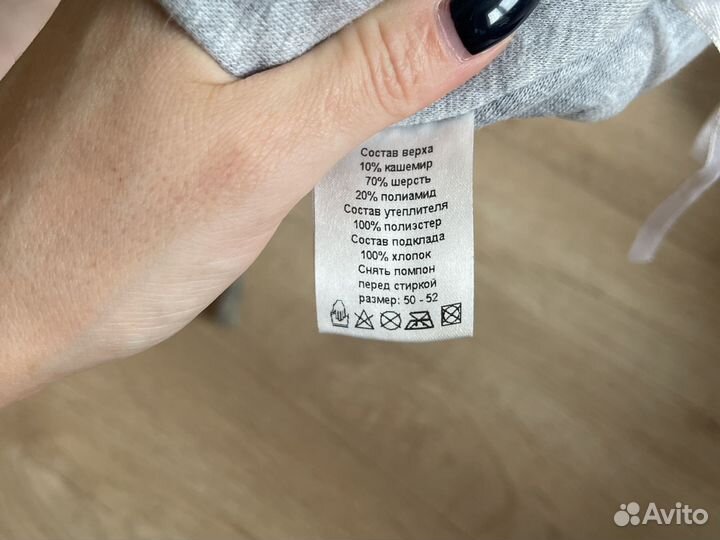 Состав верха
10% кашемир
70% шерсть
20% полиамид
Состав утеплителя
100% полиэстер
Состав подклада
100% хлопок
Снять помпон
перед стиркой
размер: 50 - 52
Avito